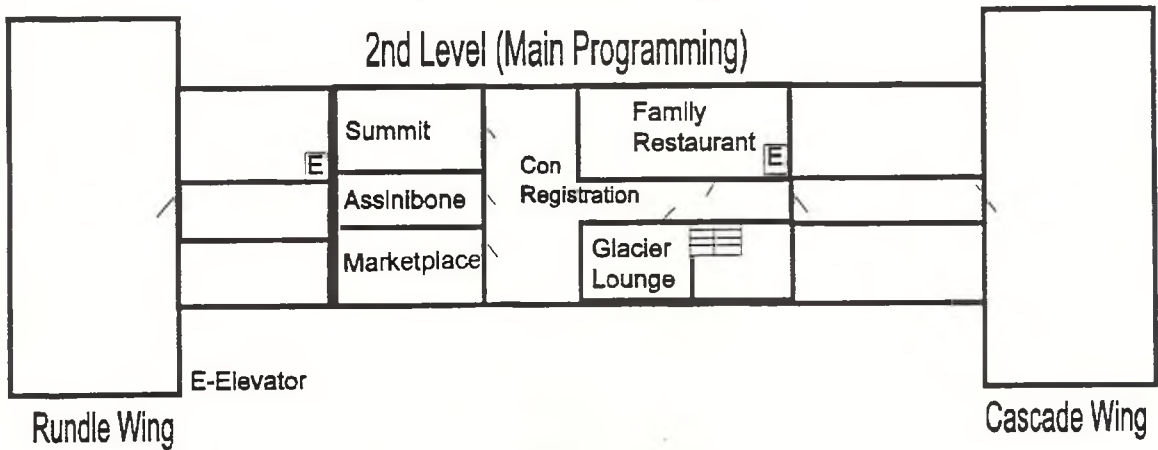 2nd Level (Main Programming)
Summit
Family
Restaurant
E
E
Con
Registration
Assinibone
Marketplace
Glacier
Lounge
E-Elevator
Rundle Wing
Cascade Wing